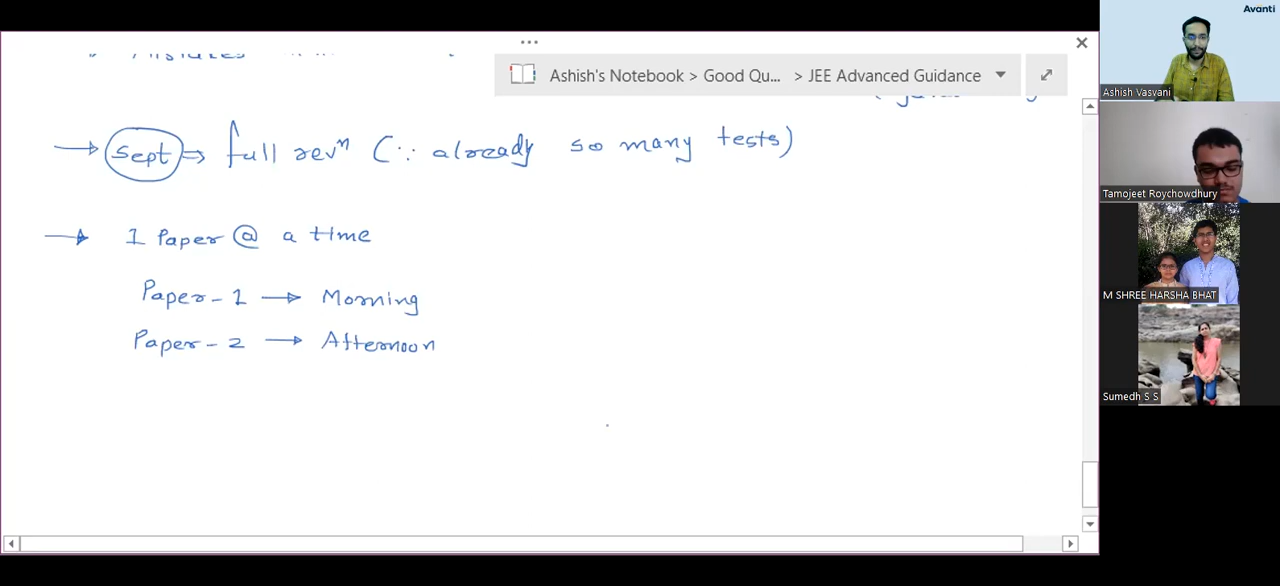 Avanti
Ashish's Notebook > Good Qu... > JEE Advanced Guidance
Ashish Vasvani
→ Sept ⇒ full revⁿ (∵ already so many tests)
Tamojeet Roychowdhury
→ 1 Paper @ a time
Paper-1 → Morning
M SHREE HARSHA BHAT
Paper-2 → Afternoon
Sumedh S S